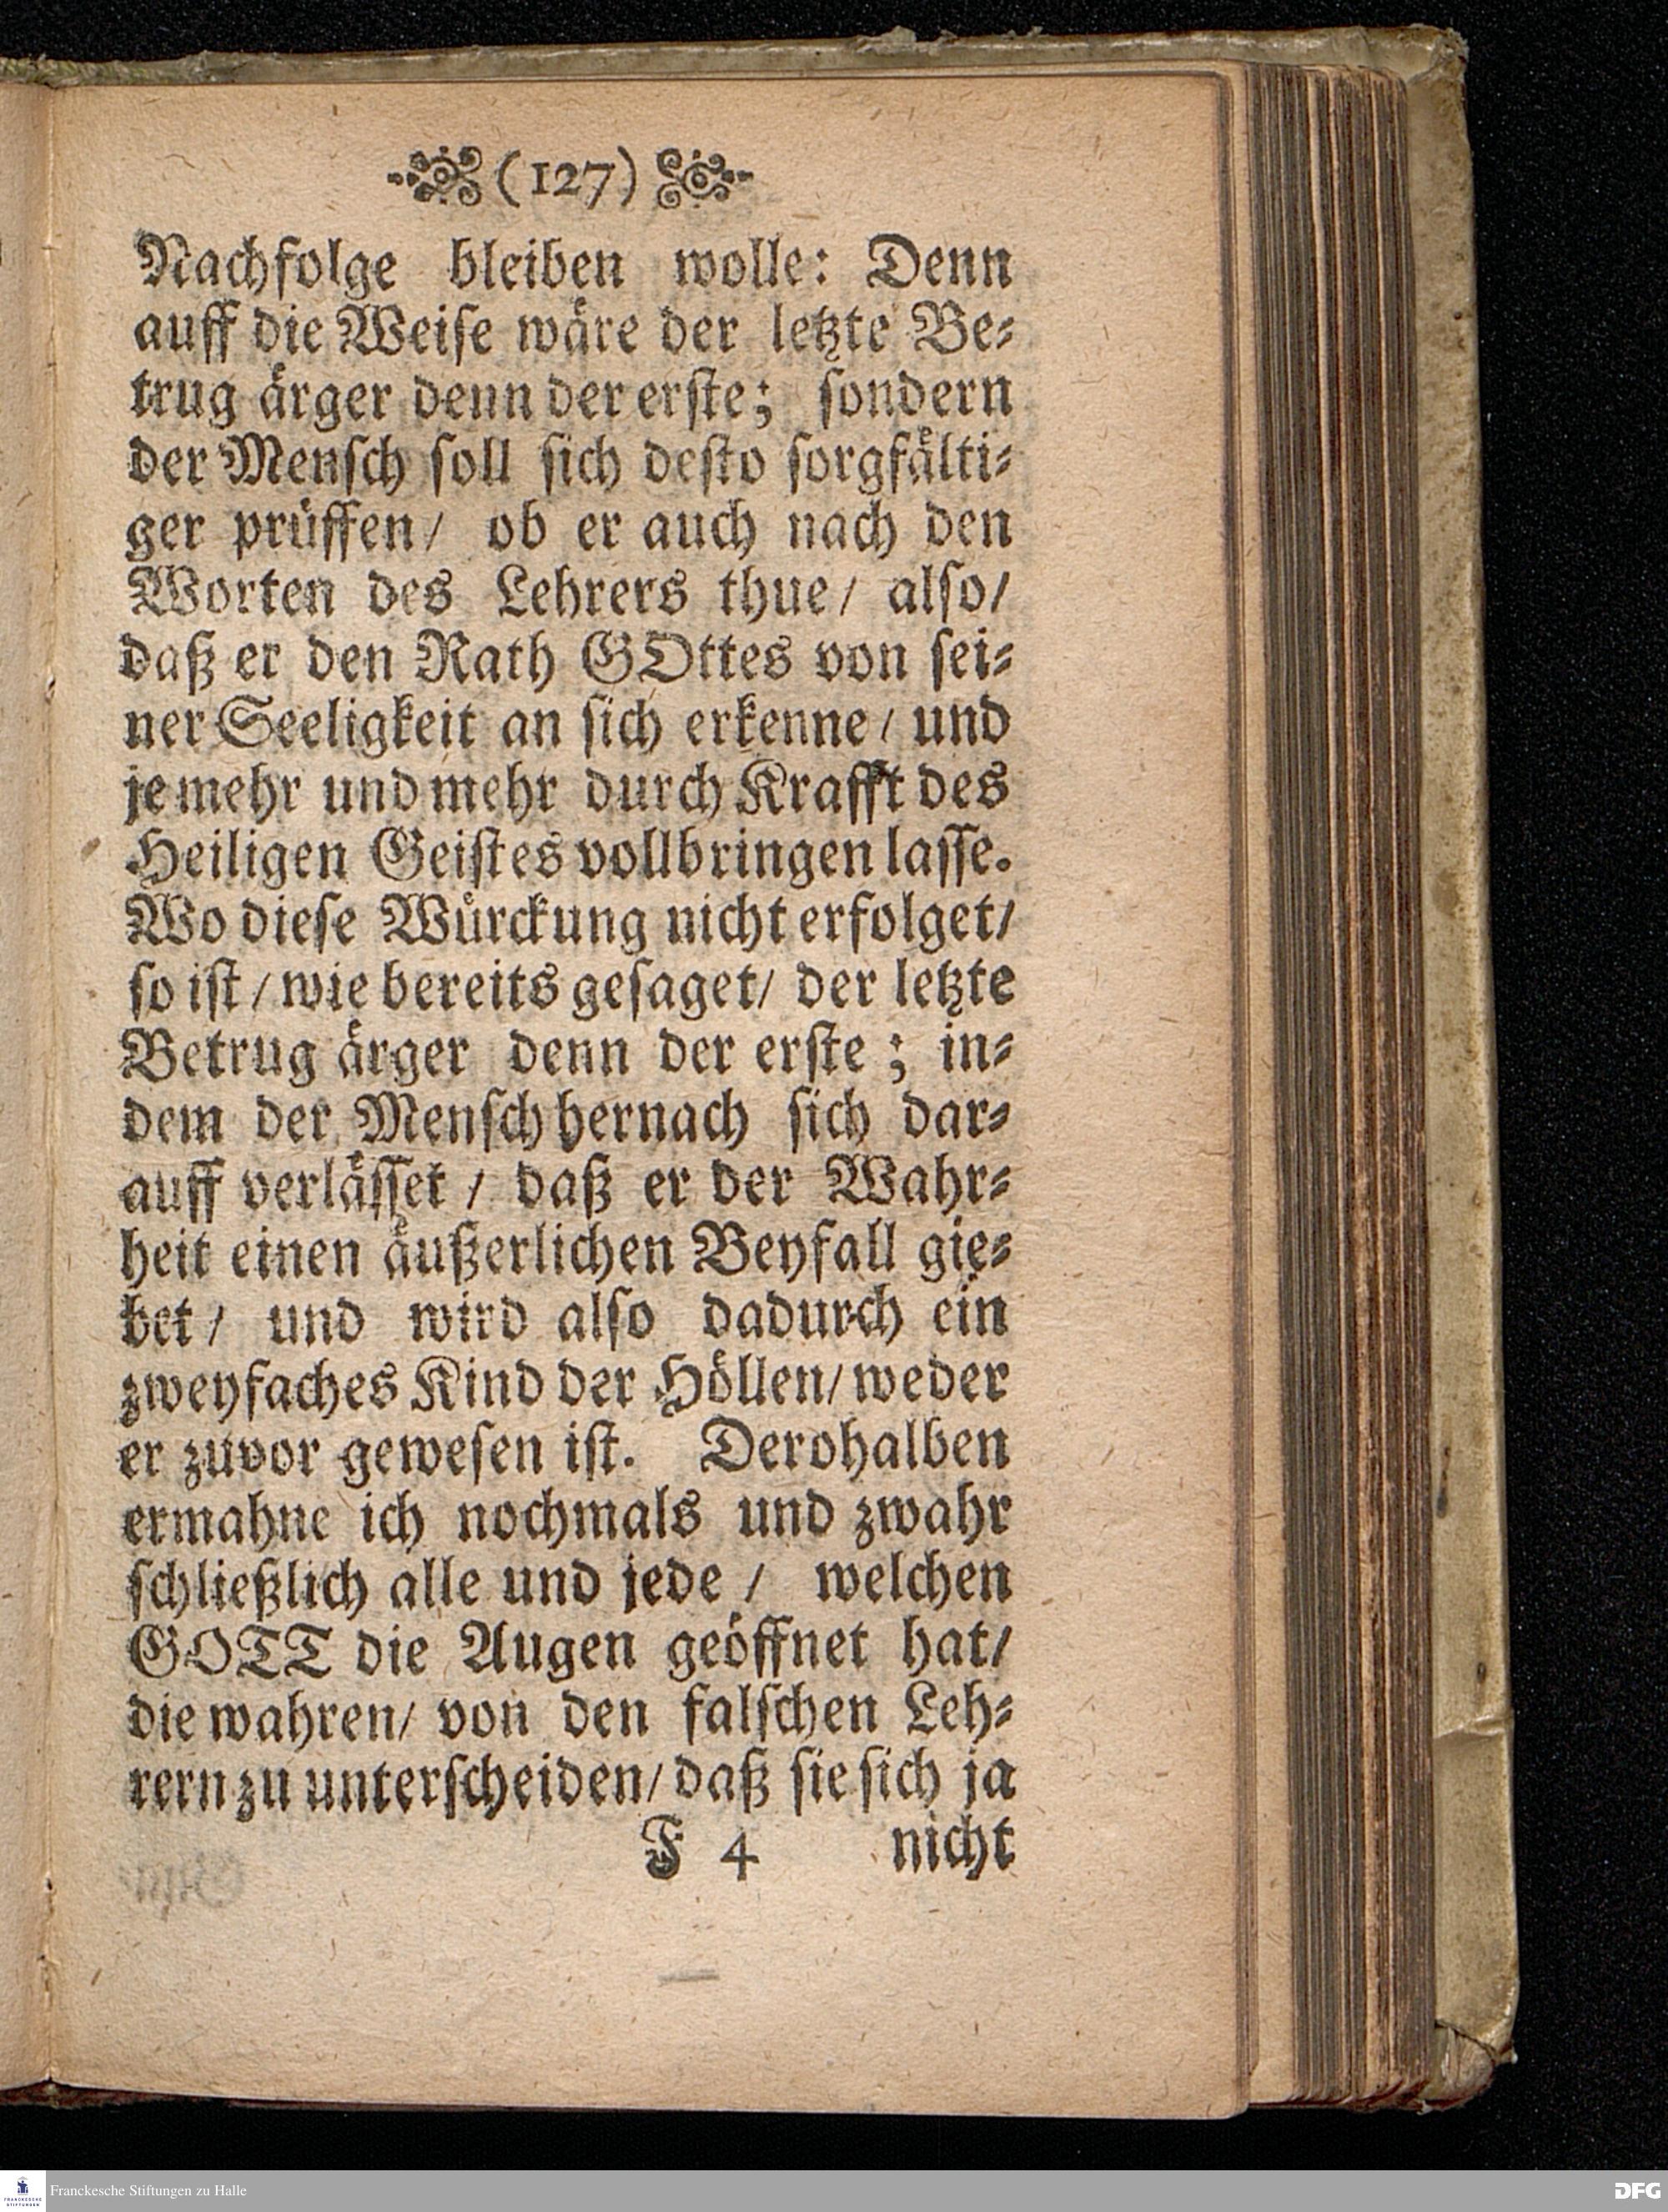 (127)
Nachfolge bleiben wolle: Denn
auff die Weise wäre der letzte Be-
trug ärger denn der erste; sondern
der Mensch soll sich desto sorgfälti-
ger prüffen/ ob er auch nach den
Worten des Lehrers thue/ also/
daß er den Rath GOttes von sei-
ner Seeligkeit an sich erkenne/ und
je mehr und mehr durch Krafft des
Heiligen Geistes vollbringen lasse.
Wo diese Würckung nicht erfolget/
so ist/ wie bereits gesaget/ der letzte
Betrug ärger denn der erste; in-
dem der Mensch hernach sich dar-
auff verlässet/ daß er der Wahr-
heit einen äußerlichen Beyfall gie-
bet/ und wird also dadurch ein
zweyfaches Kind der Höllen/ weder
er zuvor gewesen ist. Derohalben
ermahne ich nochmals und zwahr
schließlich alle und jede/ welchen
GOTT die Augen geöffnet hat/
die wahren/ von den falschen Leh-
rern zu unterscheiden/ daß sie sich ja
F 4 nicht
FRANCKESCHE STIFTUNGEN
Franckesche Stiftungen zu Halle
DFG